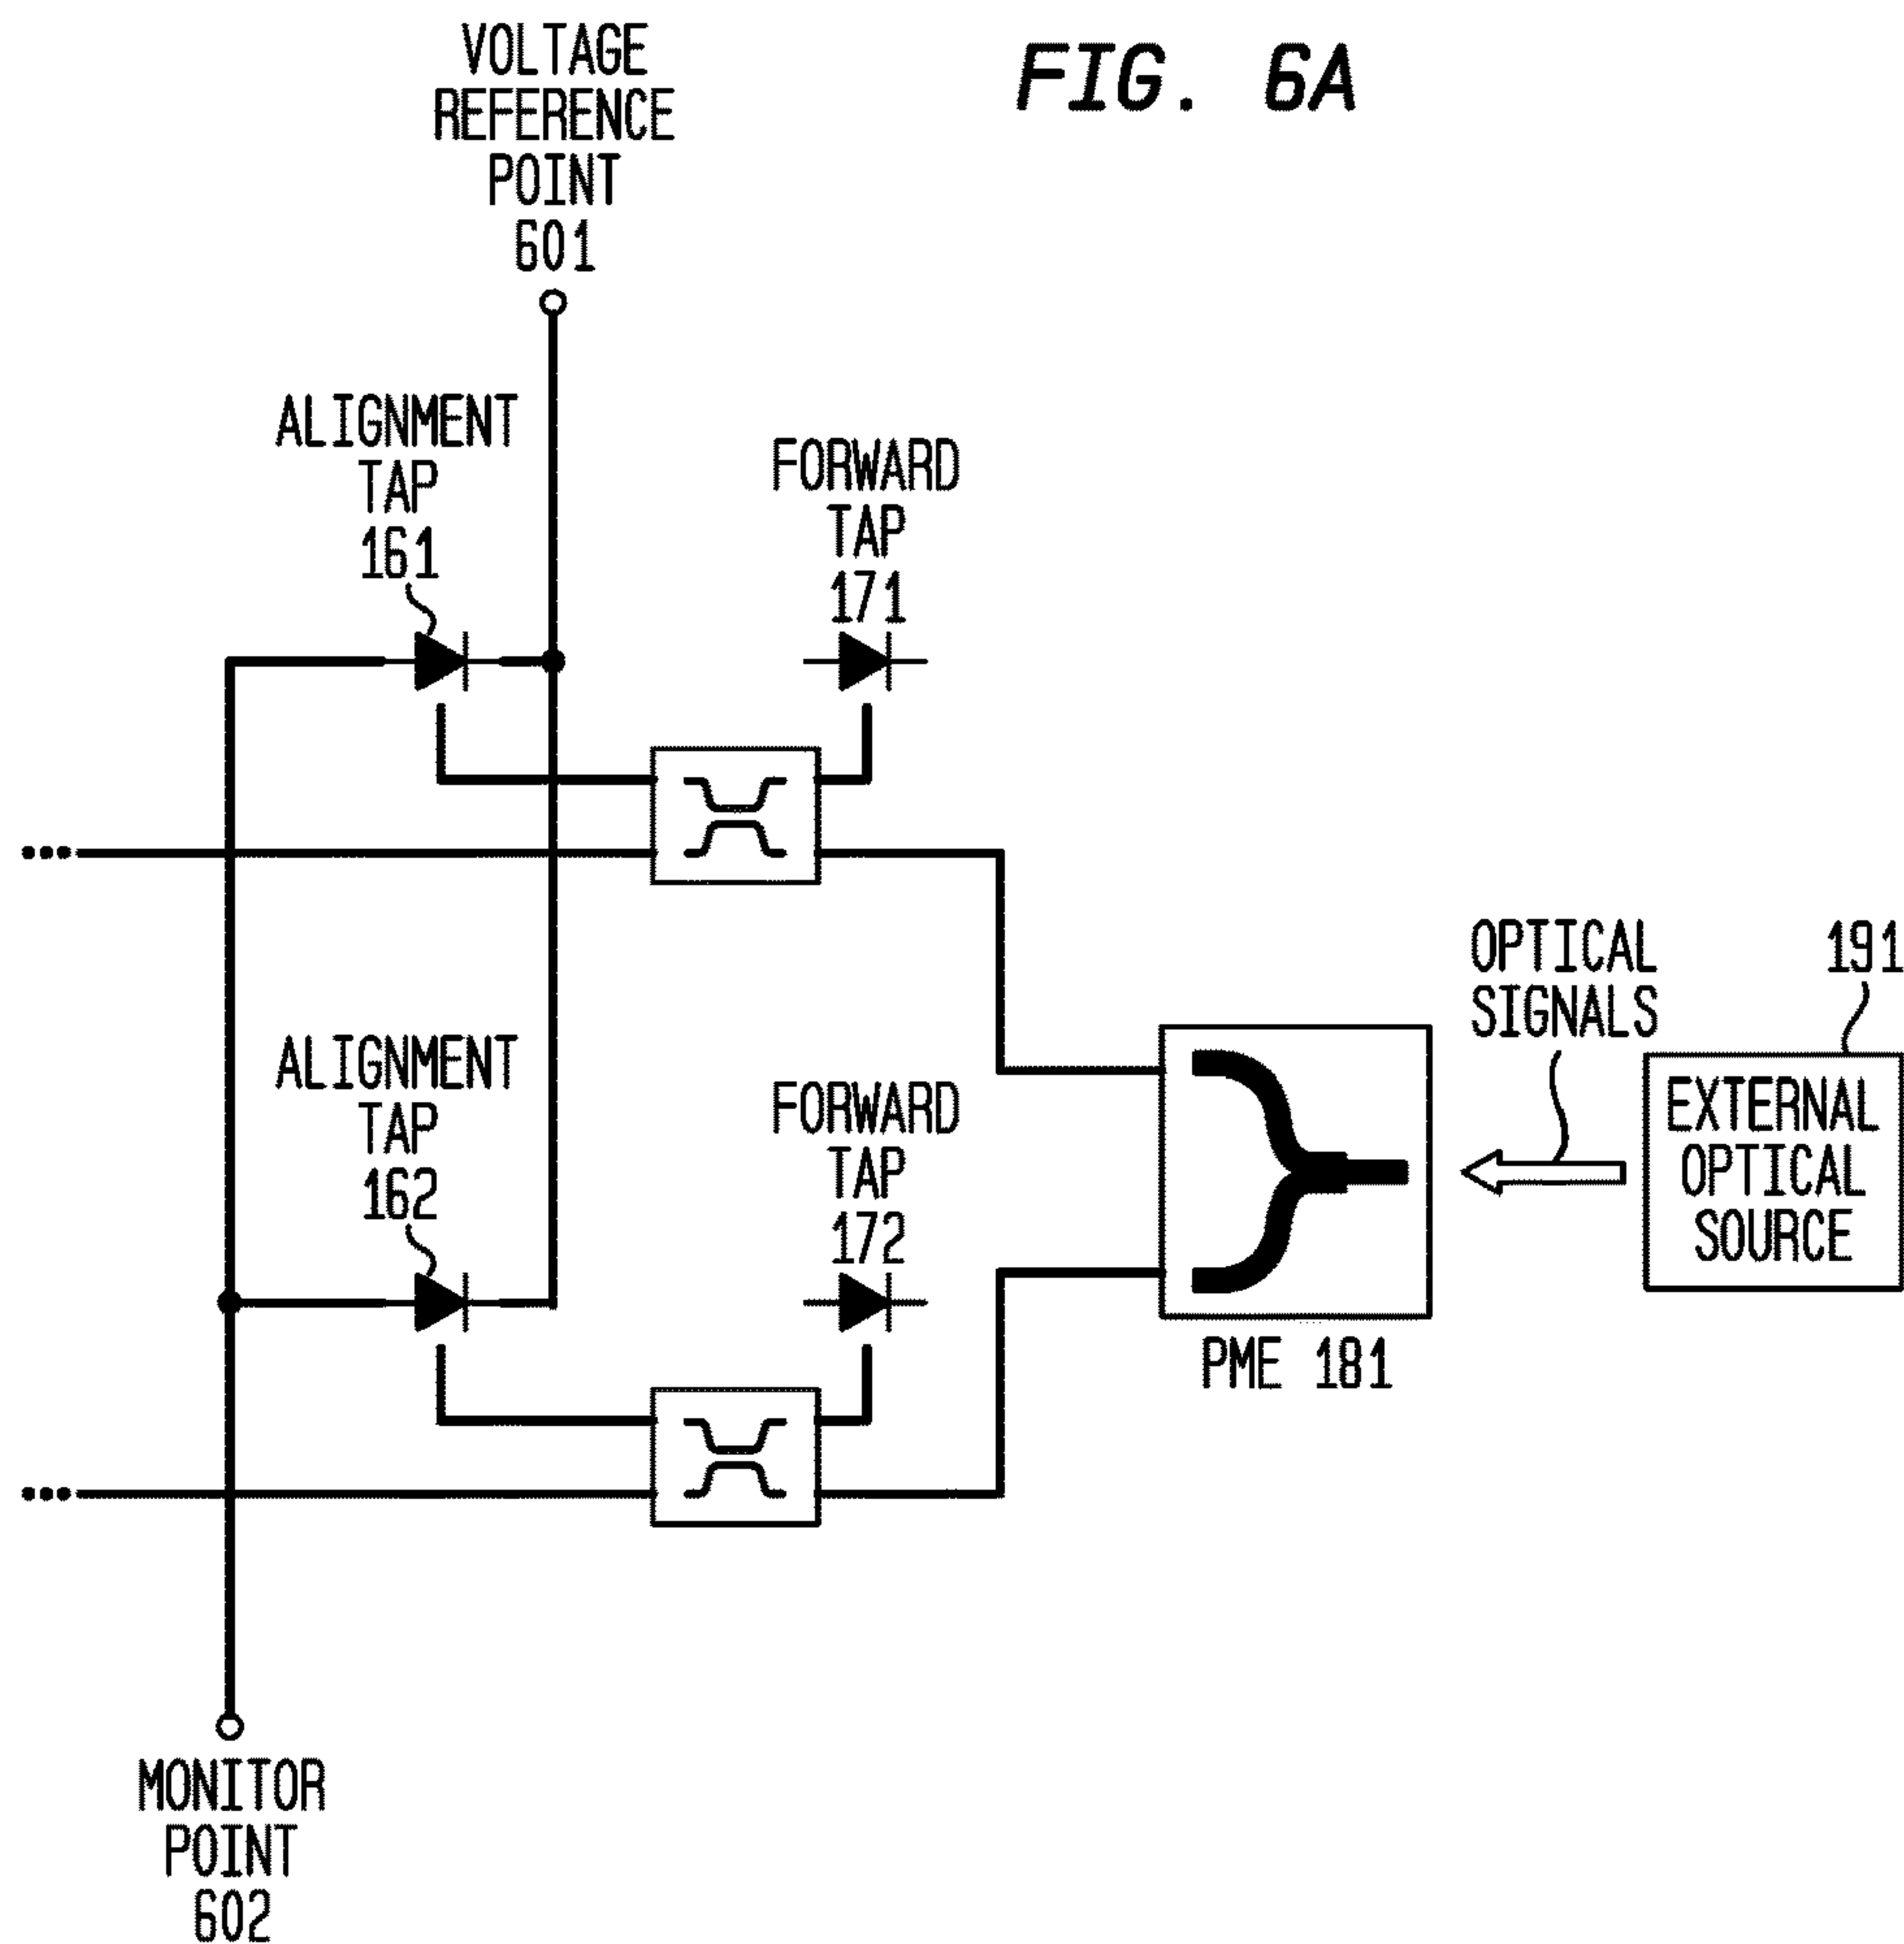 FIG. 6A
VOLTAGE
REFERENCE
POINT
601
ALIGNMENT
TAP
161
FORWARD
TAP
171
ALIGNMENT
TAP
162
FORWARD
TAP
172
OPTICAL
SIGNALS
191
EXTERNAL
OPTICAL
SOURCE
PME 181
MONITOR
POINT
602